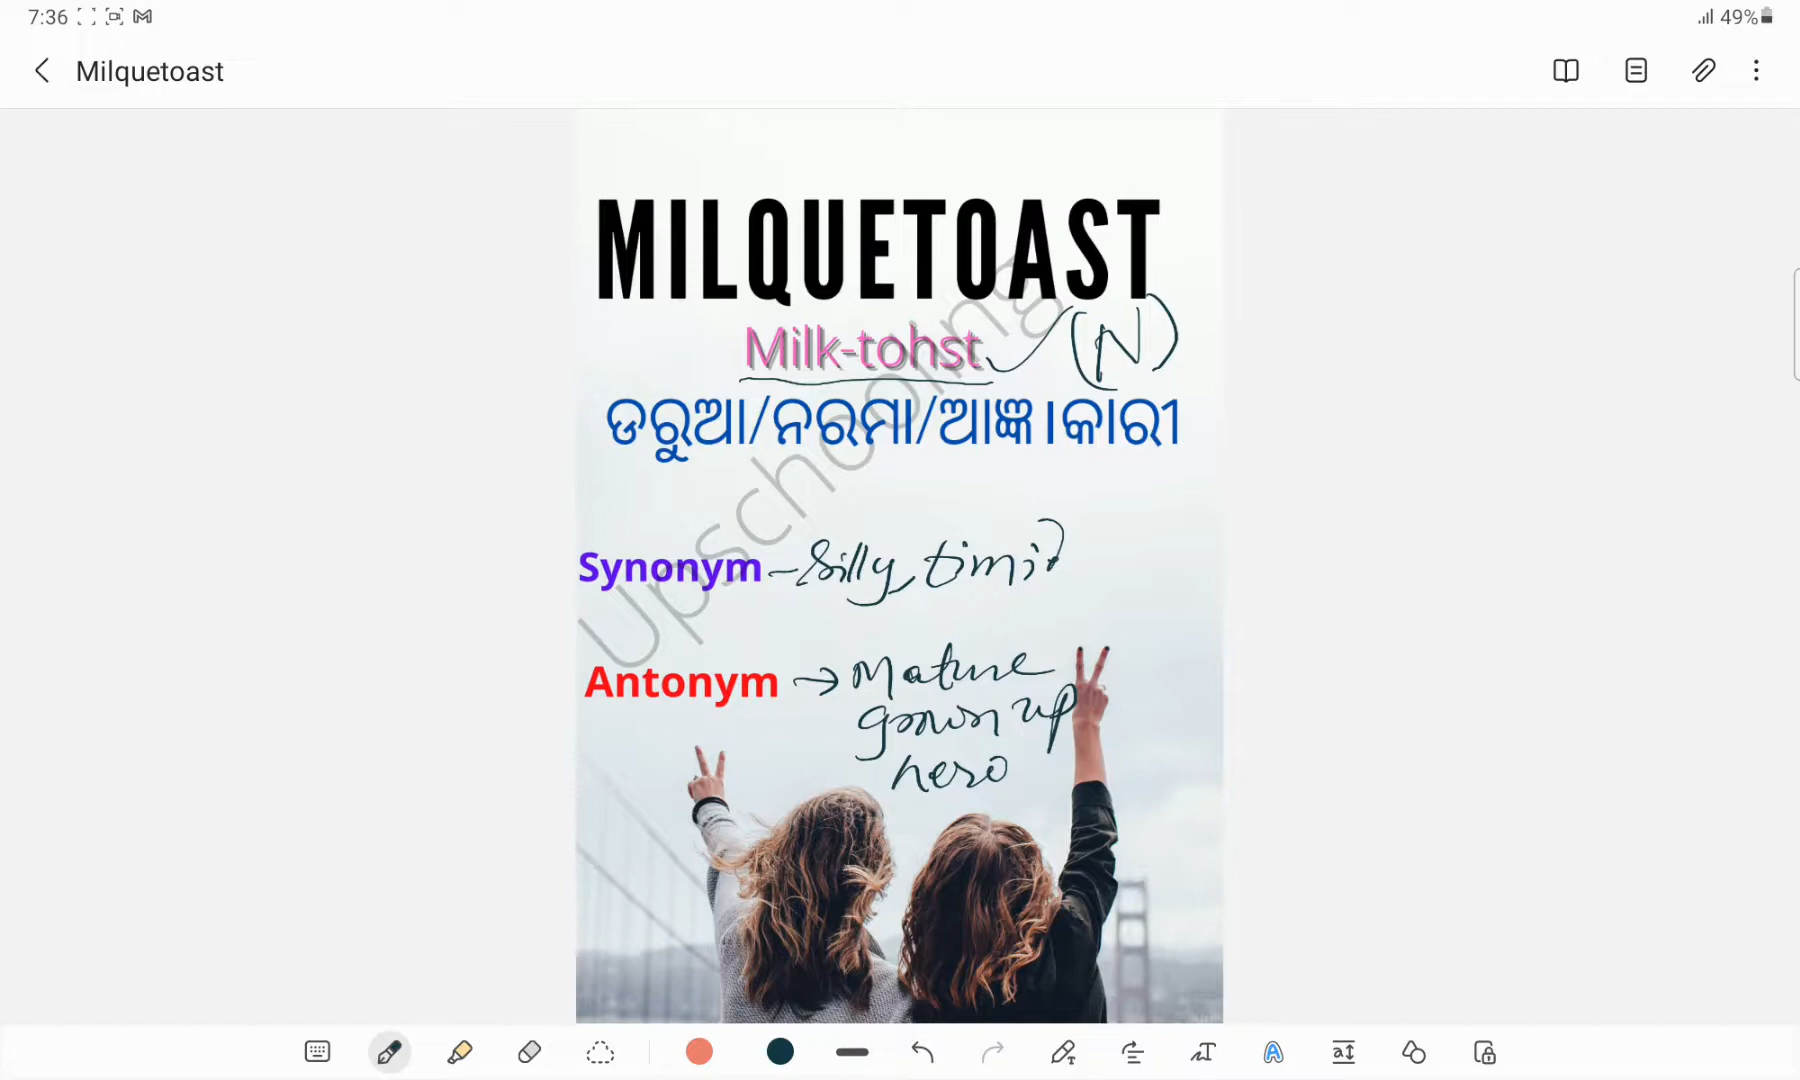 7:36
49%
Milquetoast
MILQUETOAST
Milk-tohst (N)
ଡରୁଆ/ନରମା/ଆଜ୍ଞାକାରୀ
Synonym - Silly, timid
Antonym → Mature
grown up
hero
Upschooling